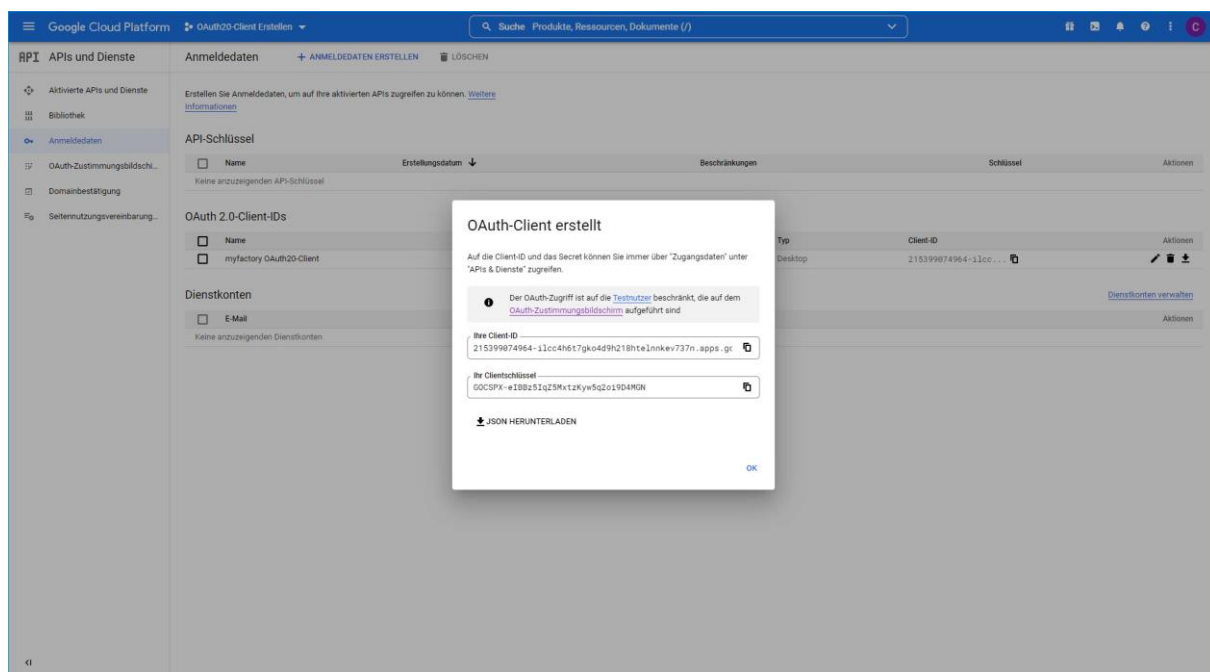 Google Cloud Platform
OAuth20-Client Erstellen
Suche Produkte, Ressourcen, Dokumente (/)
C
API APIs und Dienste
Aktivierte APIs und Dienste
Bibliothek
Anmeldedaten
OAuth-Zustimmungsbildschi...
Domainbestätigung
Seitennutzungsvereinbarung...
Anmeldedaten
+ ANMELDEDATEN ERSTELLEN
LÖSCHEN
Erstellen Sie Anmeldedaten, um auf Ihre aktivierten APIs zugreifen zu können. Weitere
Informationen
API-Schlüssel
Name Erstellungsdatum Beschränkungen Schlüssel Aktionen
Keine anzuzeigenden API-Schlüssel
OAuth 2.0-Client-IDs
Name Typ Client-ID Aktionen
myfactory OAuth20-Client Desktop 215399074964-ilcc...
Dienstkonten
Dienstkonten verwalten
E-Mail Aktionen
Keine anzuzeigenden Dienstkonten
OAuth-Client erstellt
Auf die Client-ID und das Secret können Sie immer über "Zugangsdaten" unter
"APIs & Dienste" zugreifen.
Der OAuth-Zugriff ist auf die Testnutzer beschränkt, die auf dem
OAuth-Zustimmungsbildschirm aufgeführt sind
Ihre Client-ID
215399074964-ilcc4h6t7gko4d9h218htelnnkev737n.apps.gc
Ihr Clientschlüssel
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
JSON HERUNTERLADEN
OK